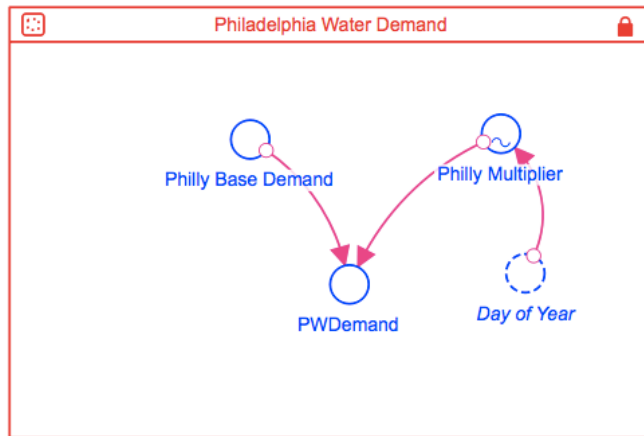 Philadelphia Water Demand
Philly Base Demand
Philly Multiplier
PWDemand
Day of Year